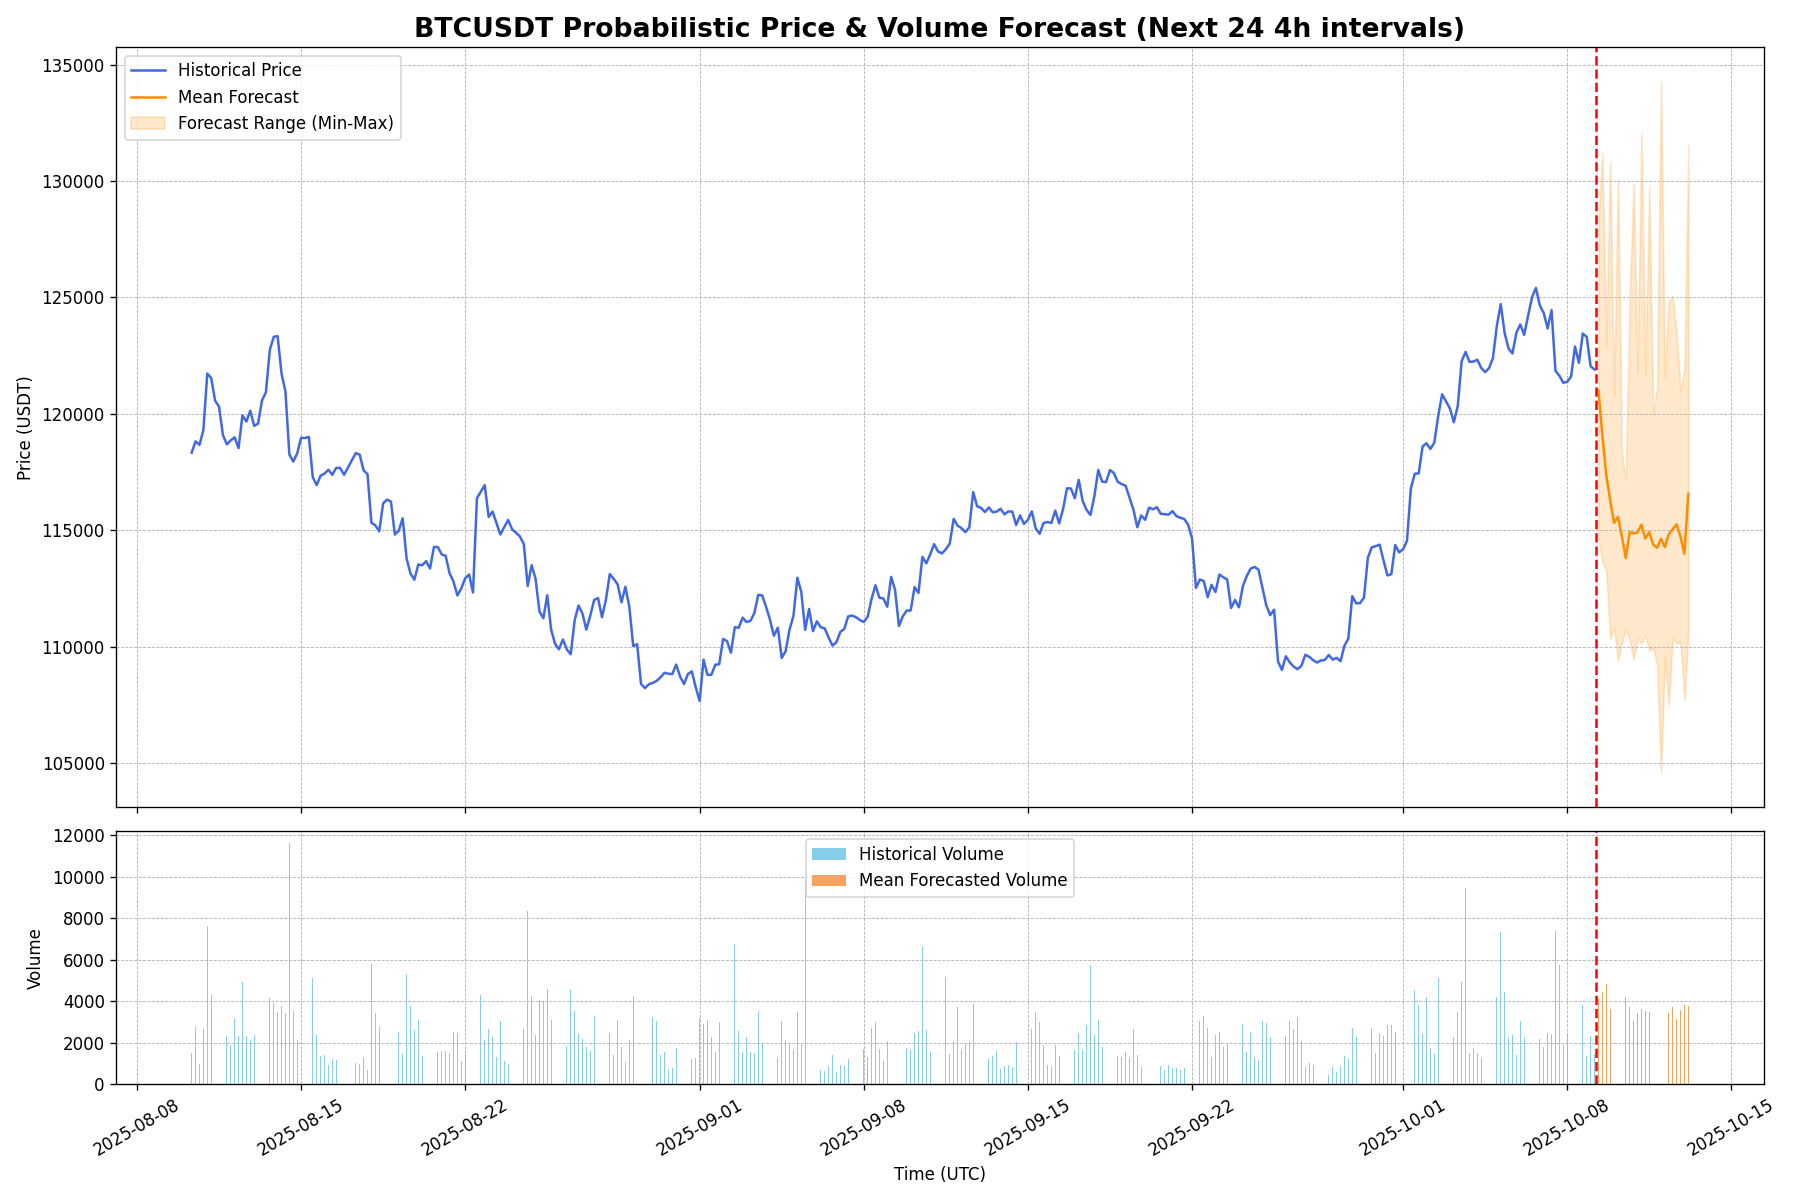 BTCUSDT Probabilistic Price & Volume Forecast (Next 24 4h intervals)
Historical Price
Mean Forecast
Forecast Range (Min-Max)
Price (USDT)
135000
130000
125000
120000
115000
110000
105000
Historical Volume
Mean Forecasted Volume
Volume
12000
10000
8000
6000
4000
2000
0
2025-08-08
2025-08-15
2025-08-22
2025-09-01
2025-09-08
2025-09-15
2025-09-22
2025-10-01
2025-10-08
2025-10-15
Time (UTC)